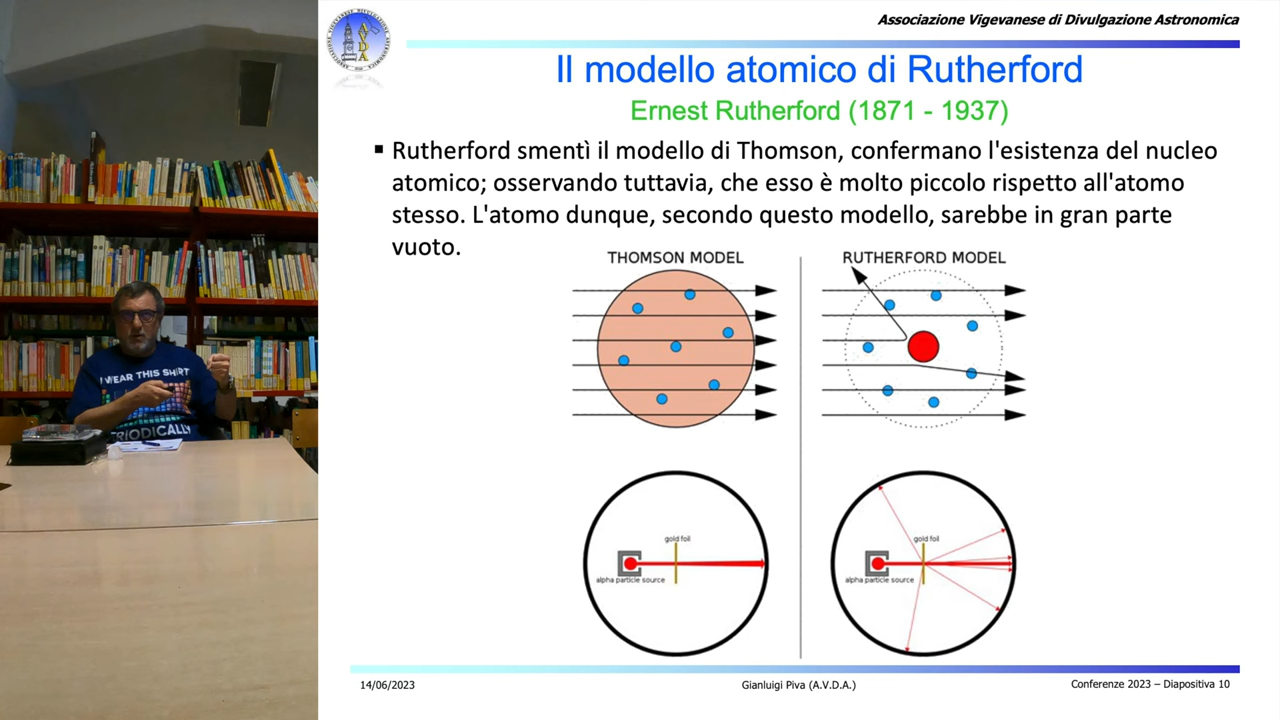 Associazione Vigevanese di Divulgazione Astronomica
A.V.D.A.
Il modello atomico di Rutherford
Ernest Rutherford (1871 - 1937)
▪ Rutherford smentì il modello di Thomson, confermano l'esistenza del nucleo
atomico; osservando tuttavia, che esso è molto piccolo rispetto all'atomo
stesso. L'atomo dunque, secondo questo modello, sarebbe in gran parte
vuoto.
THOMSON MODEL
RUTHERFORD MODEL
gold foil
alpha particle source
gold foil
alpha particle source
I WEAR THIS SHIRT
PERIODICALLY
14/06/2023
Gianluigi Piva (A.V.D.A.)
Conferenze 2023 – Diapositiva 10